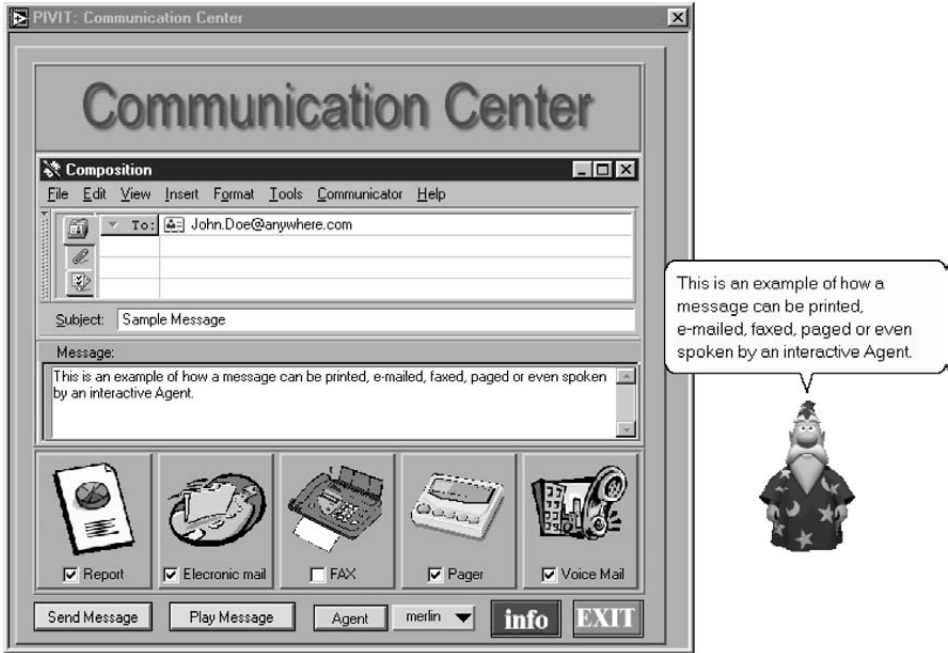 PIVIT: Communication Center
Communication Center
Composition
File Edit View Insert Format Tools Communicator Help
To: John.Doe@anywhere.com
Subject: Sample Message
Message:
This is an example of how a message can be printed, e-mailed, faxed, paged or even spoken
by an interactive Agent.
This is an example of how a
message can be printed,
e-mailed, faxed, paged or even
spoken by an interactive Agent.
Report Elecronic mail FAX Pager Voice Mail
Send Message Play Message Agent merlin info EXIT